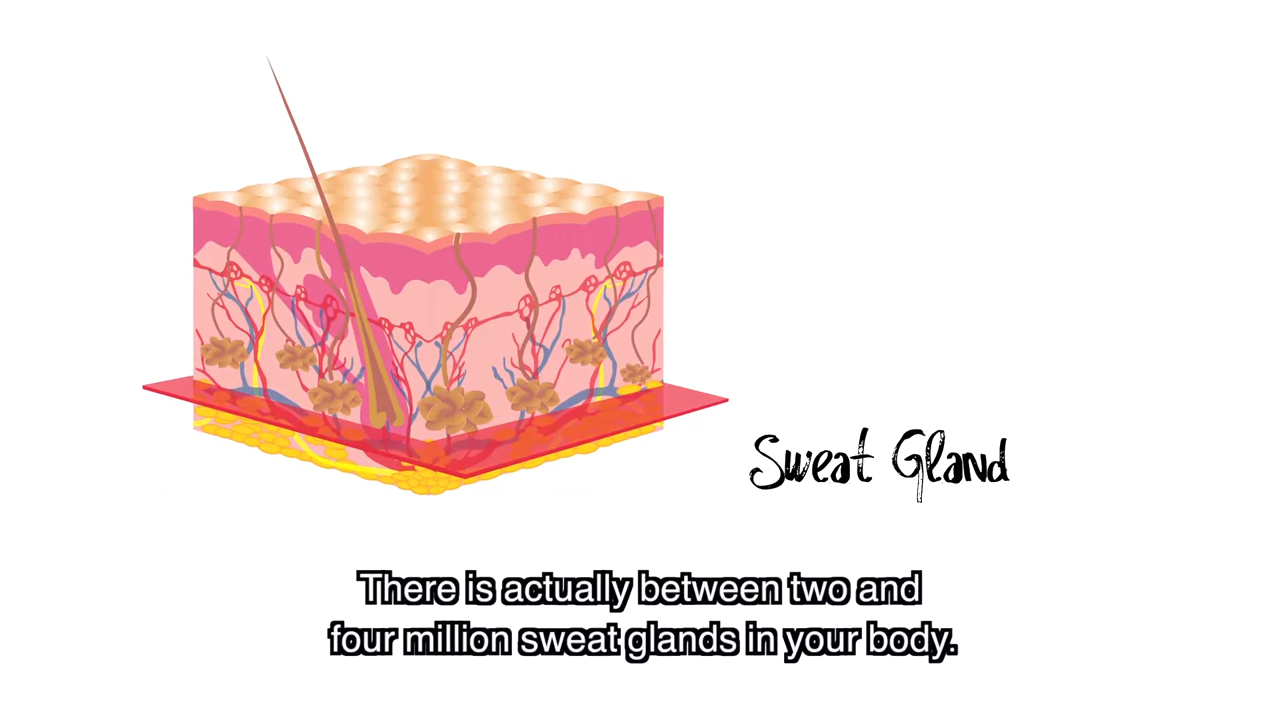 Sweat Gland
There is actually between two and
four million sweat glands in your body.